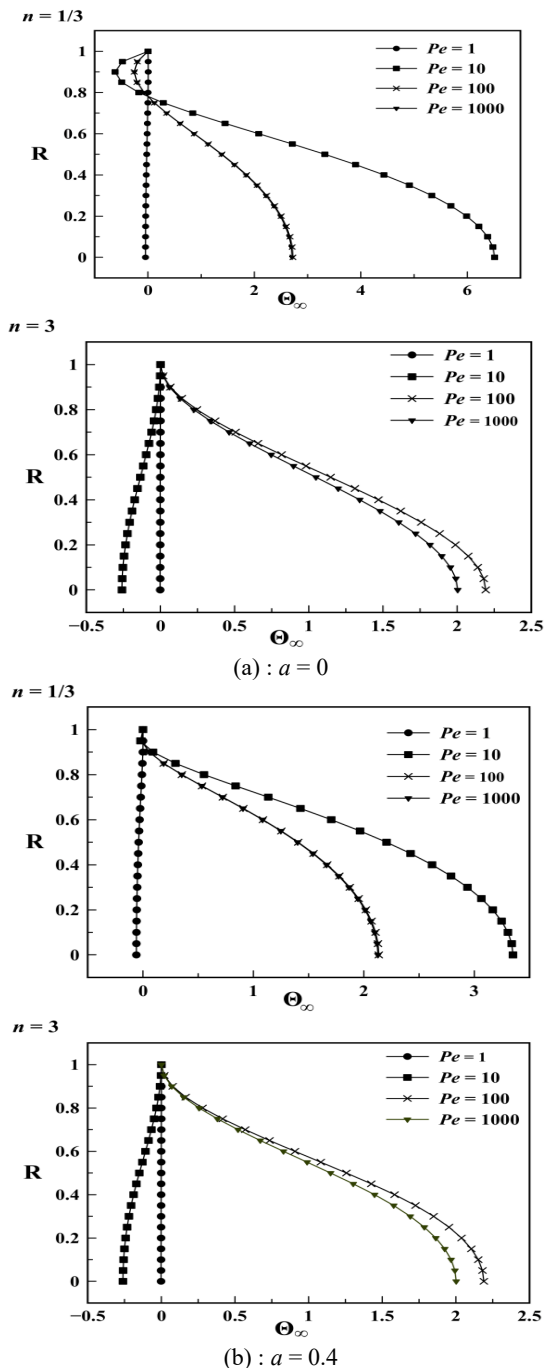 n = 1/3
Pe = 1
Pe = 10
Pe = 100
Pe = 1000
R
1
0.8
0.6
0.4
0.2
0
0 2 4 6
Θ∞
n = 3
Pe = 1
Pe = 10
Pe = 100
Pe = 1000
R
1
0.8
0.6
0.4
0.2
0
−0.5 0 0.5 1 1.5 2 2.5
Θ∞
(a) : a = 0
n = 1/3
Pe = 1
Pe = 10
Pe = 100
Pe = 1000
R
1
0.8
0.6
0.4
0.2
0
0 1 2 3
Θ∞
n = 3
Pe = 1
Pe = 10
Pe = 100
Pe = 1000
R
1
0.8
0.6
0.4
0.2
0
−0.5 0 0.5 1 1.5 2 2.5
Θ∞
(b) : a = 0.4